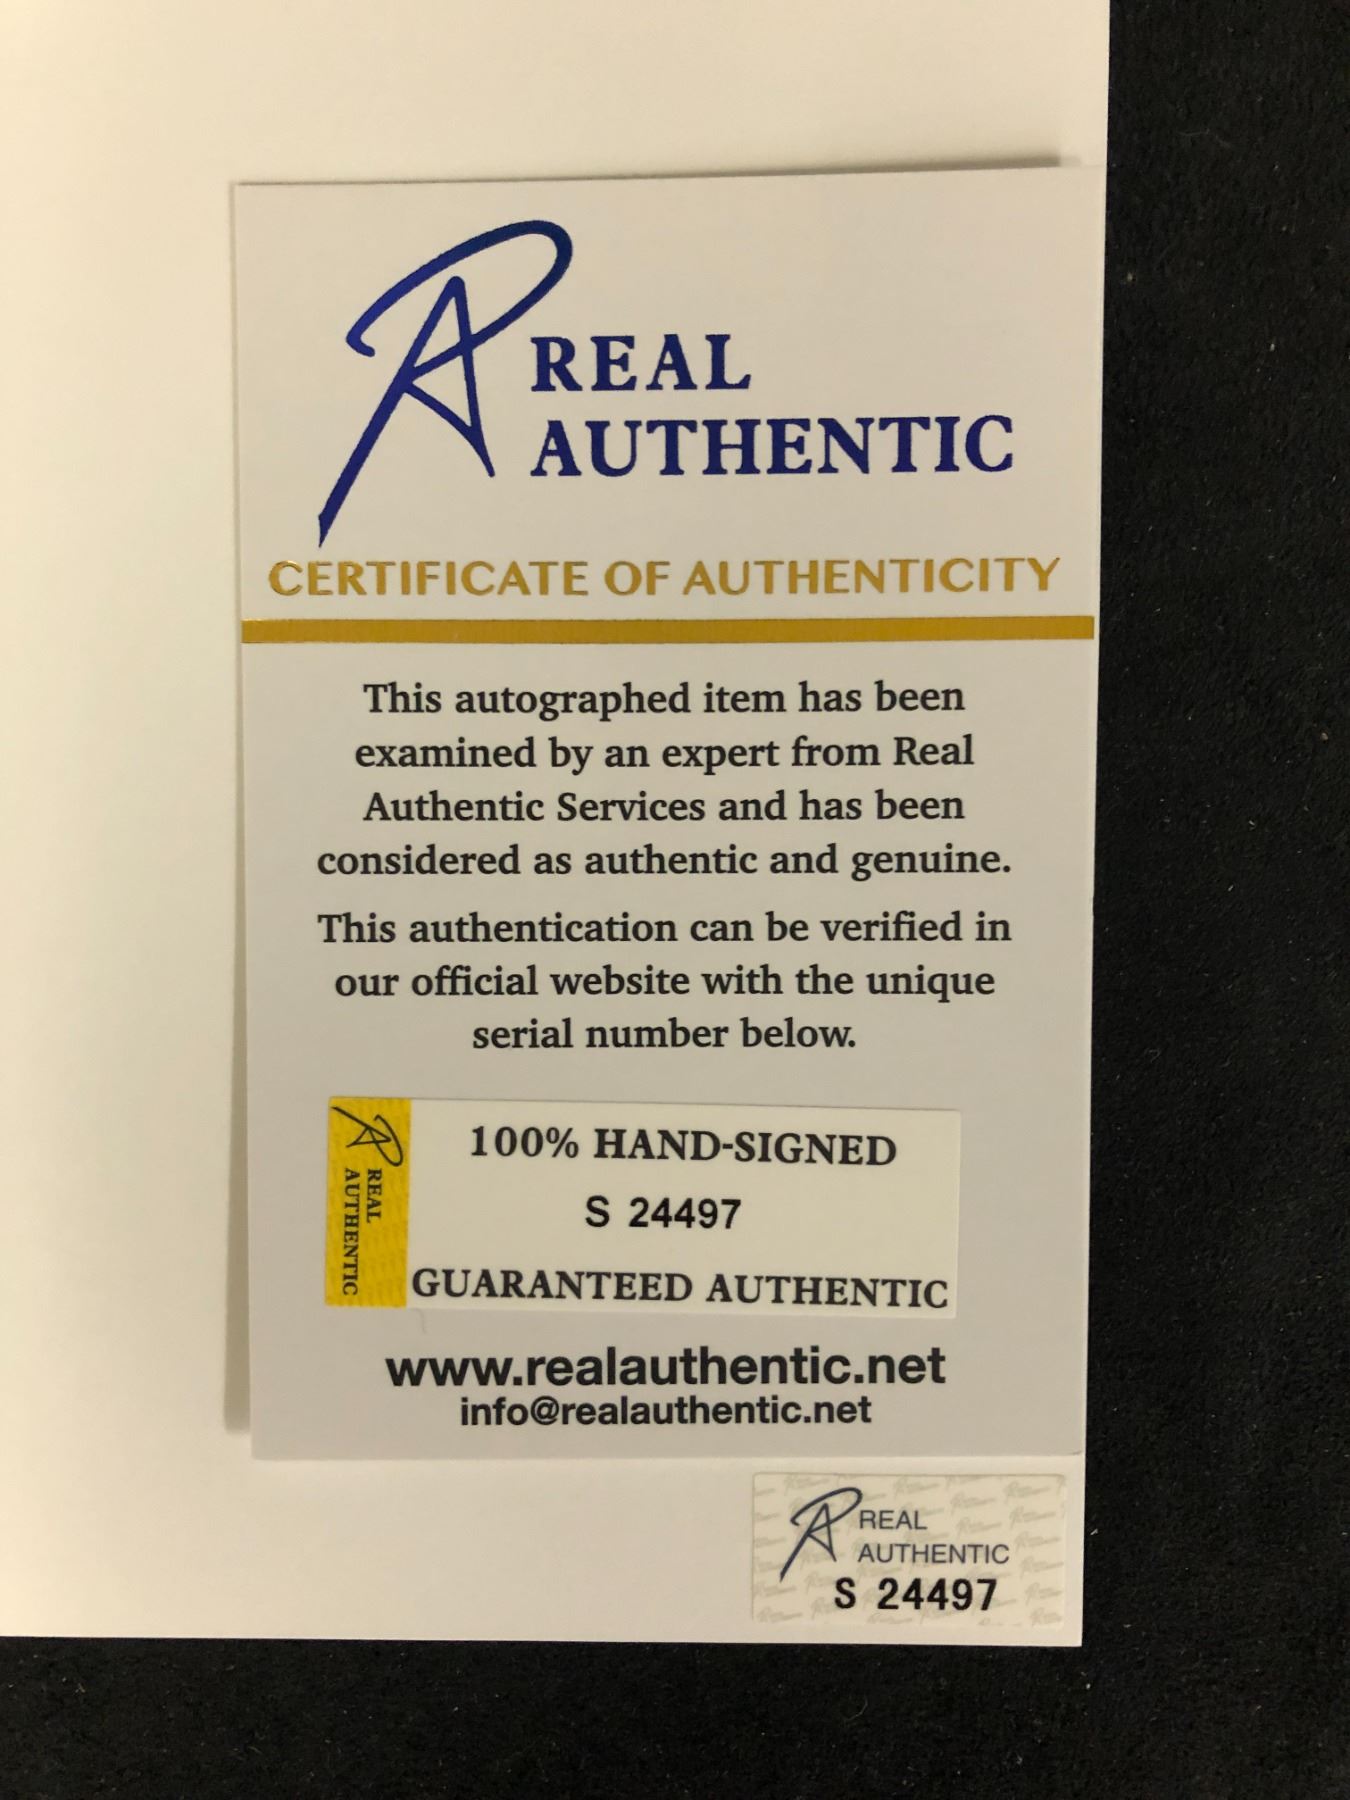 REAL
AUTHENTIC
CERTIFICATE OF AUTHENTICITY
This autographed item has been
examined by an expert from Real
Authentic Services and has been
considered as authentic and genuine.
This authentication can be verified in
our official website with the unique
serial number below.
REAL
AUTHENTIC
100% HAND-SIGNED
S 24497
GUARANTEED AUTHENTIC
www.realauthentic.net
info@realauthentic.net
REAL
AUTHENTIC
S 24497